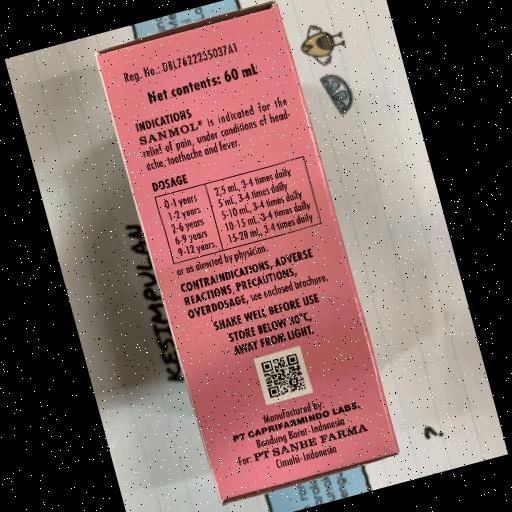 Reg. No.: DBL7622235037A1
Net contents: 60 mL
INDICATIONS
SANMOL® is indicated for the
relief of pain, under conditions of head-
ache, toothache and fever.
DOSAGE
0-1 years 2,5 mL, 3-4 times daily
1-2 years 5 mL, 3-4 times daily
2-6 years 5-10 mL, 3-4 times daily
6-9 years 10-15 mL, 3-4 times daily
9-12 years. 15-20 mL, 3-4 times daily
or as directed by physician.
CONTRAINDICATIONS, ADVERSE
REACTIONS, PRECAUTIONS,
OVERDOSAGE, see enclosed brochure.
SHAKE WELL BEFORE USE
STORE BELOW 30°C,
AWAY FROM LIGHT.
Manufactured by:
PT CAPRIFARMINDO LABS.
Bandung Barat-Indonesia
For: PT SANBE FARMA
Cimahi-Indonesia
KESIMPULAN
?